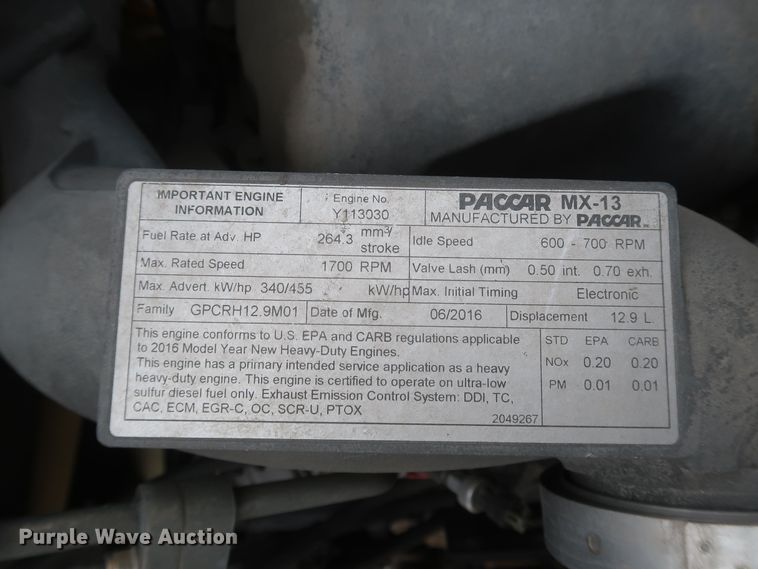 IMPORTANT ENGINE INFORMATION
Engine No.
Y113030
PACCAR MX-13
MANUFACTURED BY PACCAR INC
Fuel Rate at Adv. HP 264.3 mm³/stroke
Idle Speed 600 - 700 RPM
Max. Rated Speed 1700 RPM
Valve Lash (mm) 0.50 int. 0.70 exh.
Max. Advert. kW/hp 340/455 kW/hp
Max. Initial Timing Electronic
Family GPCRH12.9M01
Date of Mfg. 06/2016
Displacement 12.9 L
This engine conforms to U.S. EPA and CARB regulations applicable
to 2016 Model Year New Heavy-Duty Engines.
This engine has a primary intended service application as a heavy
heavy-duty engine. This engine is certified to operate on ultra-low
sulfur diesel fuel only. Exhaust Emission Control System: DDI, TC,
CAC, ECM, EGR-C, OC, SCR-U, PTOX
2049267
STD EPA CARB
NOx 0.20 0.20
PM 0.01 0.01
Purple Wave Auction